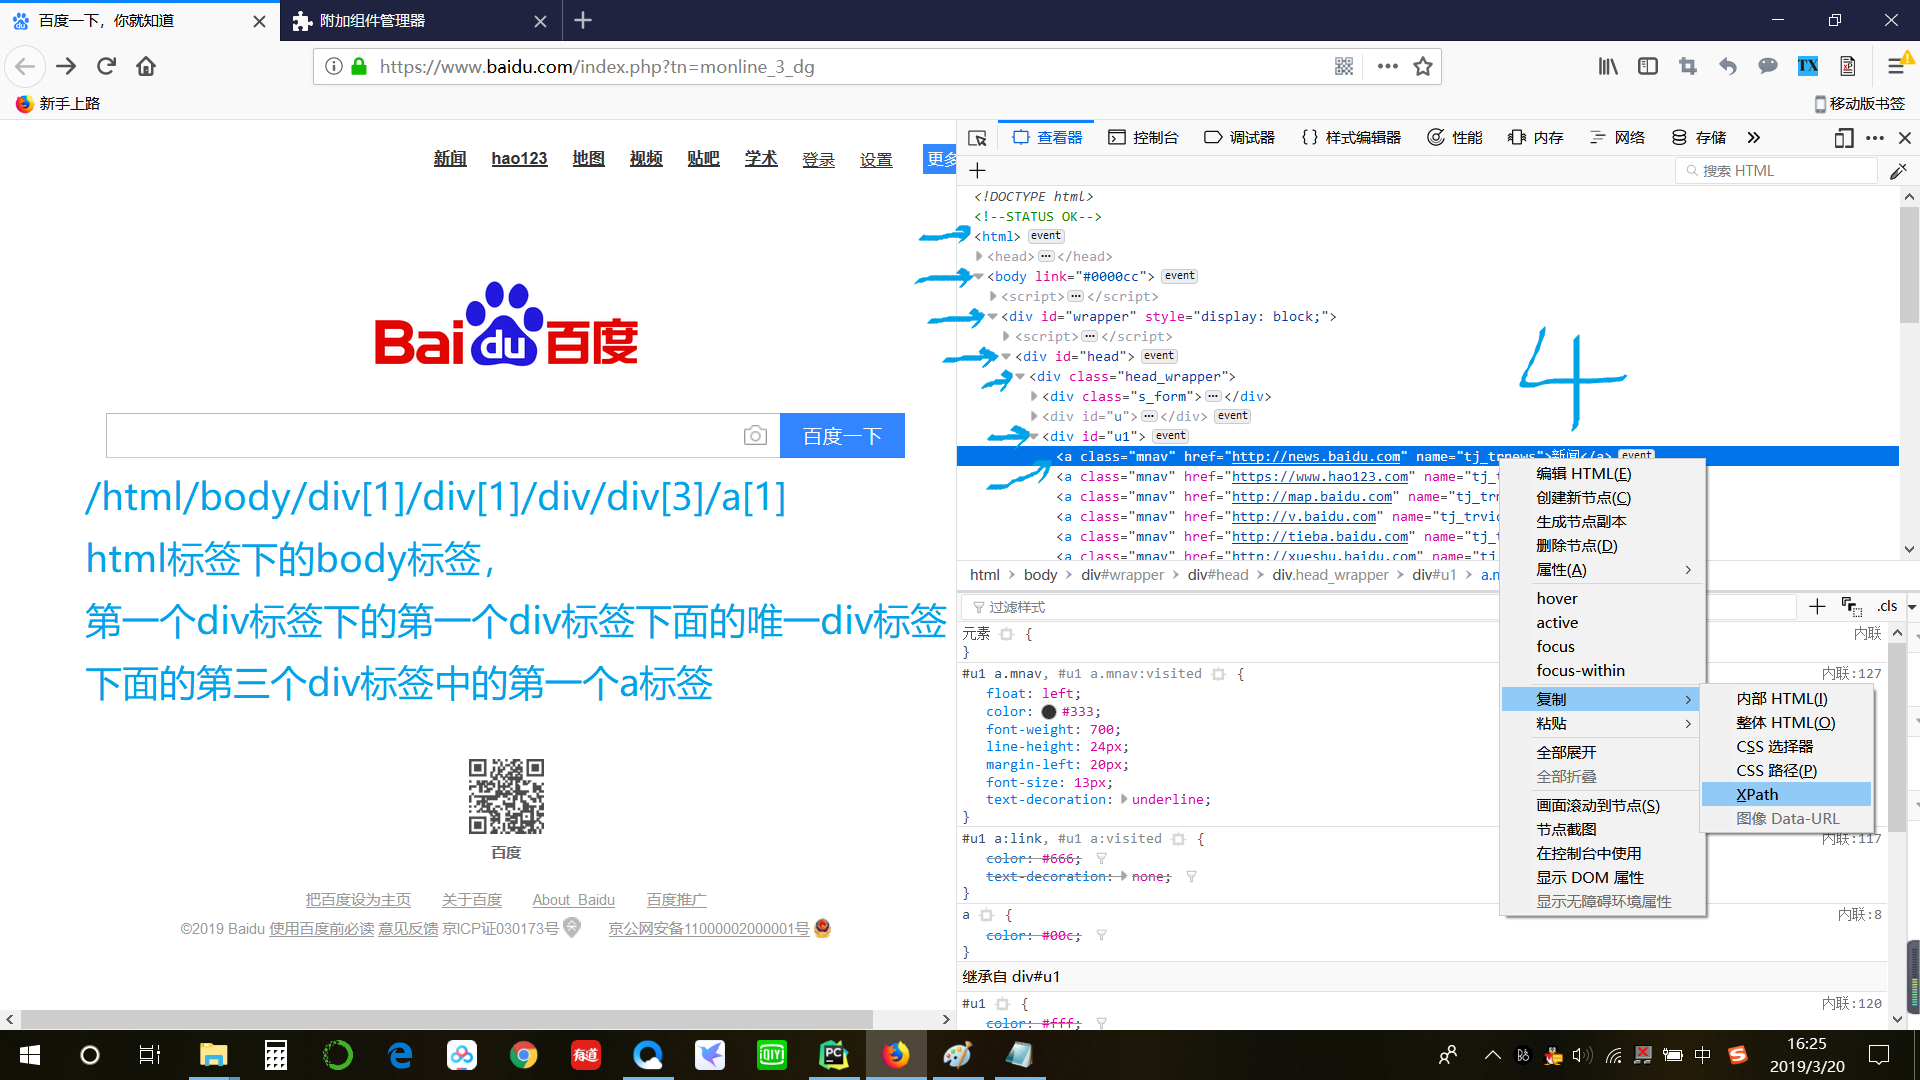 百度一下，你就知道
附加组件管理器
https://www.baidu.com/index.php?tn=monline_3_dg
新手上路
移动版书签
新闻 hao123 地图 视频 贴吧 学术 登录 设置 更多
Bai du 百度
百度一下
/html/body/div[1]/div[1]/div/div[3]/a[1]
html标签下的body标签，
第一个div标签下的第一个div标签下面的唯一div标签
下面的第三个div标签中的第一个a标签
百度
把百度设为主页 关于百度 About Baidu 百度推广
©2019 Baidu 使用百度前必读 意见反馈 京ICP证030173号 京公网安备11000002000001号
查看器 控制台 调试器 样式编辑器 性能 内存 网络 存储
搜索 HTML
<!DOCTYPE html>
<!--STATUS OK-->
<html> event
<head> </head>
<body link="#0000cc"> event
<script> </script>
<div id="wrapper" style="display: block;">
<script> </script>
<div id="head"> event
<div class="head_wrapper">
<div class="s_form"> </div>
<div id="u"> </div> event
<div id="u1"> event
<a class="mnav" href="http://news.baidu.com" name="tj_trnews">新闻</a> event
<a class="mnav" href="https://www.hao123.com" name="tj_t
<a class="mnav" href="http://map.baidu.com" name="tj_trm
<a class="mnav" href="http://v.baidu.com" name="tj_trvid
<a class="mnav" href="http://tieba.baidu.com" name="tj_t
<a class="mnav" href="http://xueshu.baidu.com" name="tj
4
html body div#wrapper div#head div.head_wrapper div#u1 a.m
过滤样式
.cls
元素 {
内联
}
#u1 a.mnav, #u1 a.mnav:visited {
内联:127
float: left;
color: #333;
font-weight: 700;
line-height: 24px;
margin-left: 20px;
font-size: 13px;
text-decoration: underline;
}
#u1 a:link, #u1 a:visited {
内联:117
color: #666;
text-decoration: none;
}
a {
内联:8
color: #00c;
}
继承自 div#u1
#u1 {
内联:120
color: #fff;
编辑 HTML(E)
创建新节点(C)
生成节点副本
删除节点(D)
属性(A)
hover
active
focus
focus-within
复制
粘贴
全部展开
全部折叠
画面滚动到节点(S)
节点截图
在控制台中使用
显示 DOM 属性
显示无障碍环境属性
内部 HTML(I)
整体 HTML(O)
CSS 选择器
CSS 路径(P)
XPath
图像 Data-URL
TX
有道
iQIYI
PC
中
16:25
2019/3/20